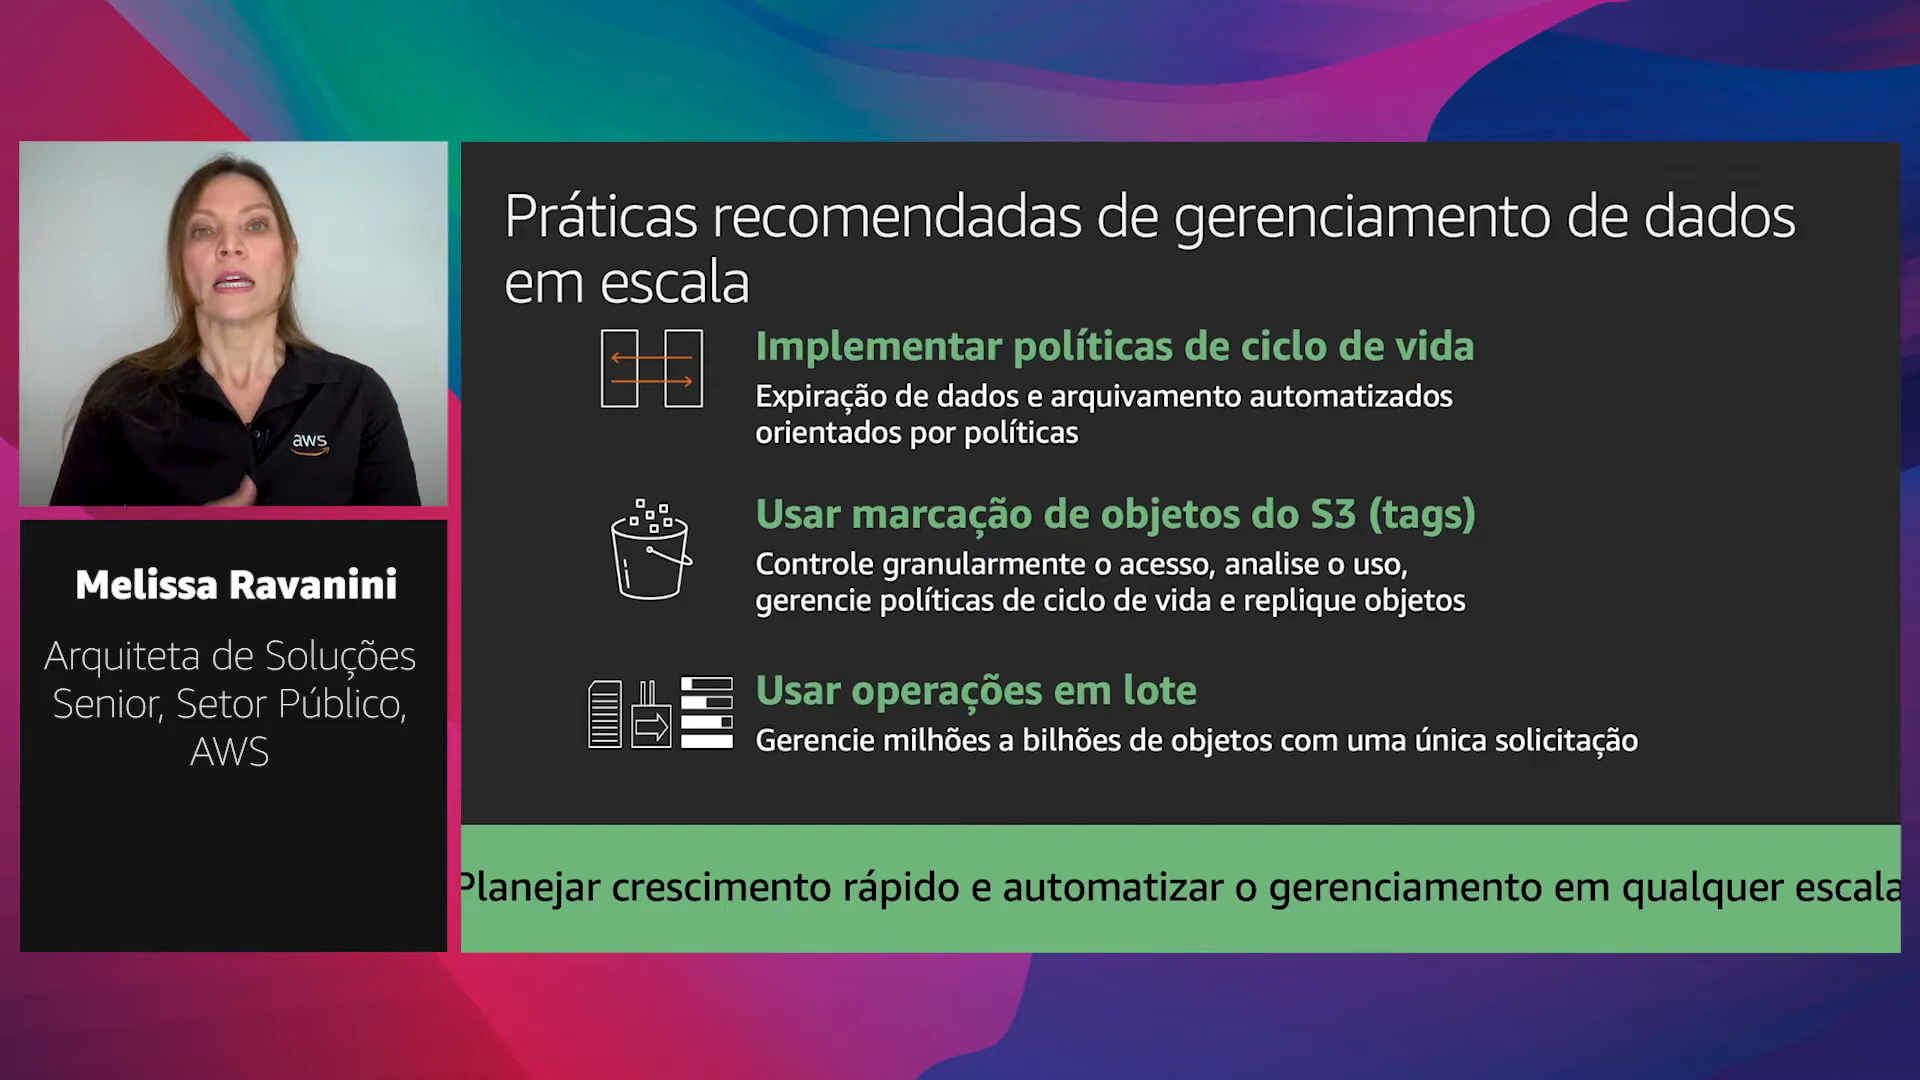 Práticas recomendadas de gerenciamento de dados
em escala
Implementar políticas de ciclo de vida
Expiração de dados e arquivamento automatizados
orientados por políticas
Usar marcação de objetos do S3 (tags)
Controle granularmente o acesso, analise o uso,
gerencie políticas de ciclo de vida e replique objetos
Usar operações em lote
Gerencie milhões a bilhões de objetos com uma única solicitação
Planejar crescimento rápido e automatizar o gerenciamento em qualquer escala
aws
Melissa Ravanini
Arquiteta de Soluções
Senior, Setor Público,
AWS